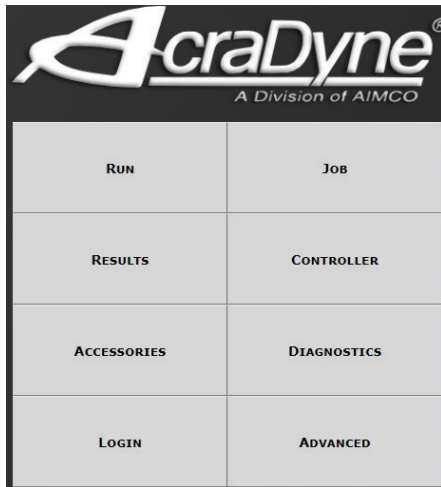 AcraDyne®
A Division of AIMCO
RUN
JOB
RESULTS
CONTROLLER
ACCESSORIES
DIAGNOSTICS
LOGIN
ADVANCED